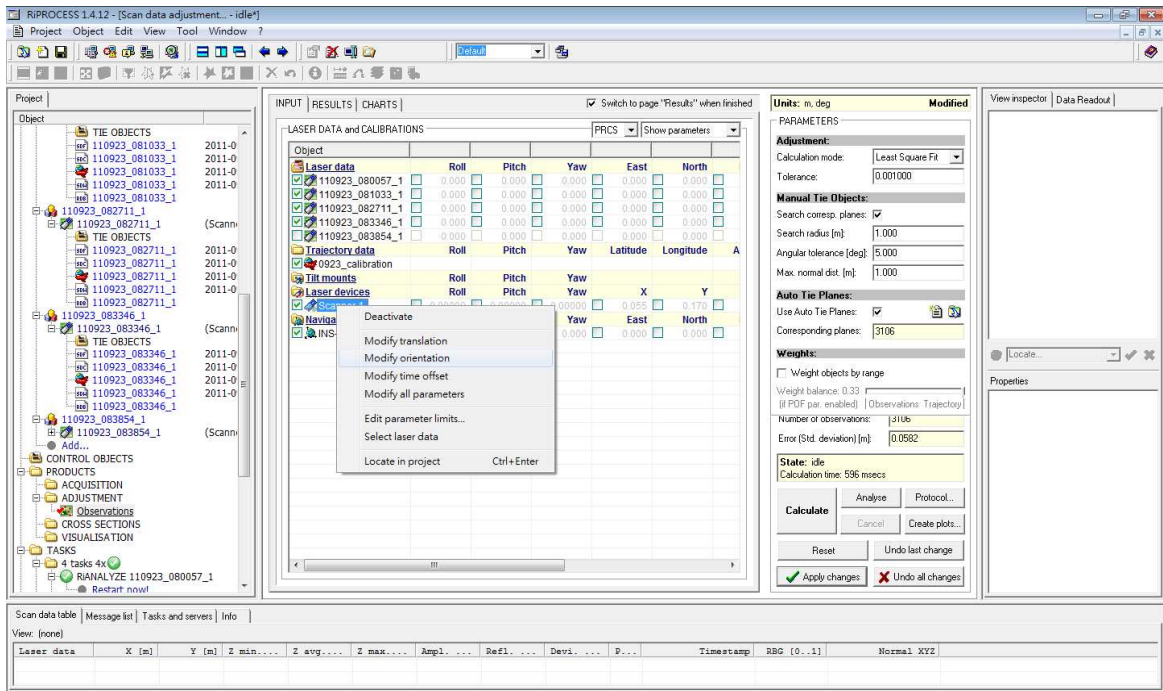 RiPROCESS 1.4.12 - [Scan data adjustment... - idle*]
Project Object Edit View Tool Window ?
Default
Project
Object
TIE OBJECTS
110923_081033_1 2011-0
110923_081033_1 2011-0
110923_081033_1 2011-0
110923_081033_1 2011-0
110923_081033_1
110923_082711_1
110923_082711_1 (Scann
TIE OBJECTS
110923_082711_1 2011-0
110923_082711_1 2011-0
110923_082711_1 2011-0
110923_082711_1 2011-0
110923_082711_1
110923_083346_1
110923_083346_1 (Scann
TIE OBJECTS
110923_083346_1 2011-0
110923_083346_1 2011-0
110923_083346_1 2011-0
110923_083346_1 2011-0
110923_083346_1
110923_083854_1
110923_083854_1 (Scann
Add...
CONTROL OBJECTS
PRODUCTS
ACQUISITION
ADJUSTMENT
Observations
CROSS SECTIONS
VISUALISATION
TASKS
4 tasks 4x
RiANALYZE 110923_080057_1
Restart now!
INPUT RESULTS CHARTS Switch to page "Results" when finished
LASER DATA and CALIBRATIONS PRCS Show parameters
Object
Laser data Roll Pitch Yaw East North
110923_080057_1 0.000 0.000 0.000 0.000 0.000
110923_081033_1 0.000 0.000 0.000 0.000 0.000
110923_082711_1 0.000 0.000 0.000 0.000 0.000
110923_083346_1 0.000 0.000 0.000 0.000 0.000
110923_083854_1 0.000 0.000 0.000 0.000 0.000
Trajectory data Roll Pitch Yaw Latitude Longitude A
0923_calibration
Tilt mounts Roll Pitch Yaw
Laser devices Roll Pitch Yaw X Y
Scanner 1 0.00000 0.00000 0.00000 0.055 0.170
Naviga Yaw East North
INS- 0.000 0.000 0.000
Deactivate
Modify translation
Modify orientation
Modify time offset
Modify all parameters
Edit parameter limits...
Select laser data
Locate in project Ctrl+Enter
Units: m, deg Modified
PARAMETERS
Adjustment:
Calculation mode: Least Square Fit
Tolerance: 0.001000
Manual Tie Objects:
Search corresp. planes:
Search radius [m]: 1.000
Angular tolerance [deg]: 5.000
Max. normal dist. [m]: 1.000
Auto Tie Planes:
Use Auto Tie Planes:
Corresponding planes: 3106
Weights:
Weight objects by range
Weight balance: 0.33
(if POF par. enabled) Observations Trajectory
Number of observations: 3106
Error (Std. deviation) [m]: 0.0582
State: idle
Calculation time: 596 msecs
Calculate Analyse Protocol...
Cancel Create plots...
Reset Undo last change
Apply changes Undo all changes
View inspector Data Readout
Locate...
Properties
Scan data table Message list Tasks and servers Info
View: (none)
Laser data X [m] Y [m] Z min.... Z avg.... Z max.... Ampl. ... Refl. ... Devi. ... P... Timestamp RBG [0..1] Normal XYZ